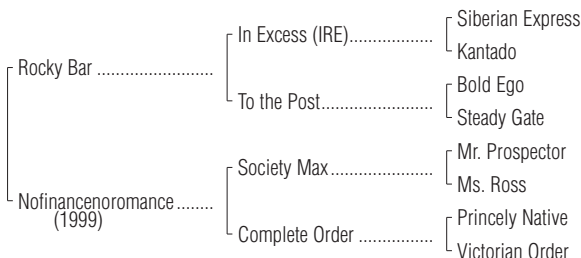 Siberian Express
In Excess (IRE)..................
Kantado
Rocky Bar .......................
Bold Ego
To the Post.......................
Steady Gate
Mr. Prospector
Society Max.....................
Ms. Ross
Nofinancenoromance .......
(1999)
Princely Native
Complete Order ...............
Victorian Order